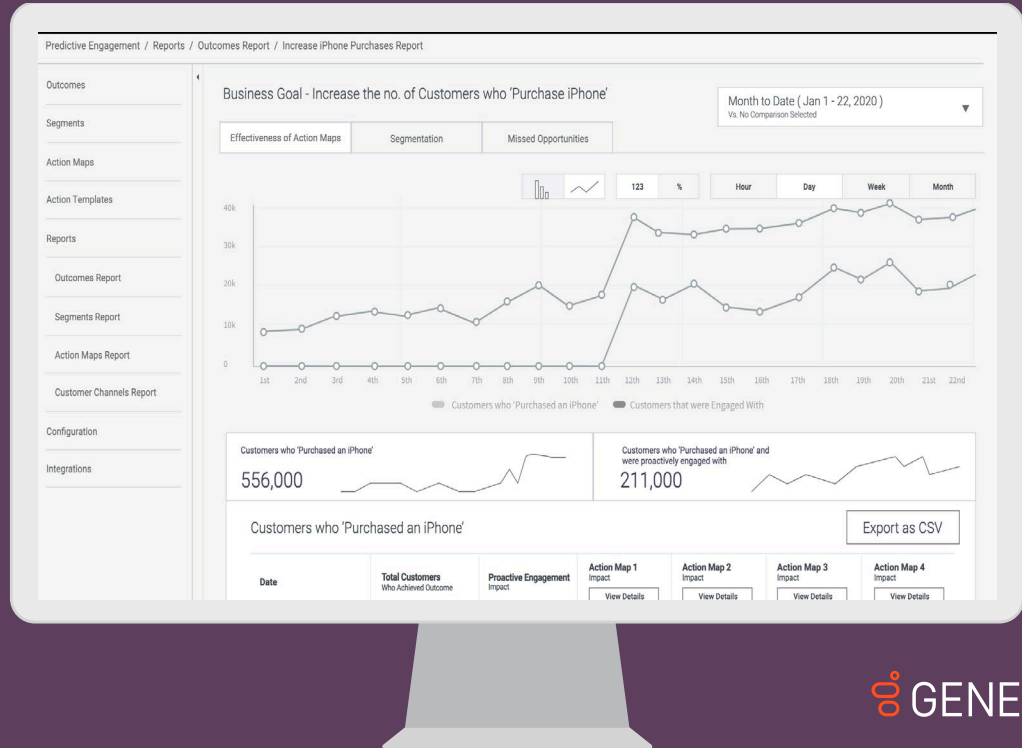 Predictive Engagement / Reports / Outcomes Report / Increase iPhone Purchases Report
Outcomes
Segments
Action Maps
Action Templates
Reports
Outcomes Report
Segments Report
Action Maps Report
Customer Channels Report
Configuration
Integrations
Business Goal - Increase the no. of Customers who 'Purchase iPhone'
Month to Date ( Jan 1 - 22, 2020 )
Vs. No Comparison Selected
Effectiveness of Action Maps
Segmentation
Missed Opportunities
123
%
Hour
Day
Week
Month
40k
30k
20k
10k
0
1st 2nd 3rd 4th 5th 6th 7th 8th 9th 10th 11th 12th 13th 14th 15th 16th 17th 18th 19th 20th 21st 22nd
Customers who 'Purchased an iPhone'
Customers that were Engaged With
Customers who 'Purchased an iPhone'
556,000
Customers who 'Purchased an iPhone' and
were proactively engaged with
211,000
Customers who 'Purchased an iPhone'
Export as CSV
Date
Total Customers
Who Achieved Outcome
Proactive Engagement
Impact
Action Map 1
Impact
View Details
Action Map 2
Impact
View Details
Action Map 3
Impact
View Details
Action Map 4
Impact
View Details
GENE